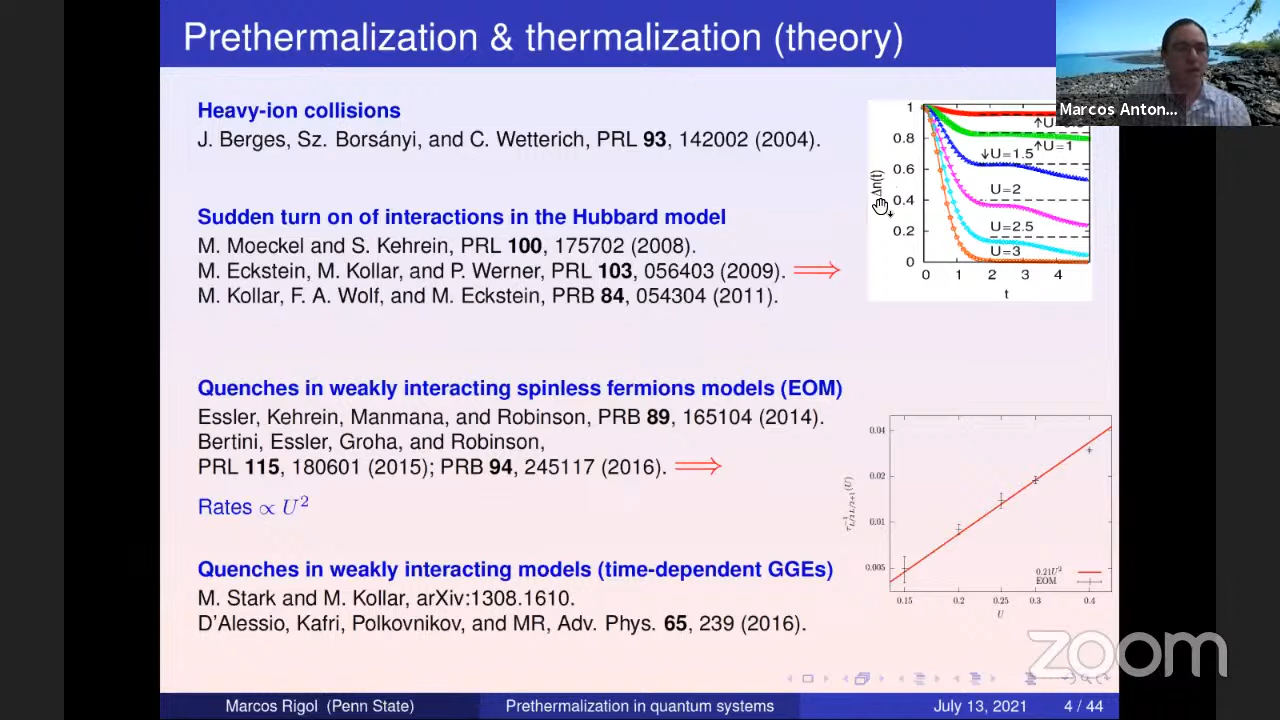 Prethermalization & thermalization (theory)
Marcos Anton...
Heavy-ion collisions
J. Berges, Sz. Borsányi, and C. Wetterich, PRL 93, 142002 (2004).
Sudden turn on of interactions in the Hubbard model
M. Moeckel and S. Kehrein, PRL 100, 175702 (2008).
M. Eckstein, M. Kollar, and P. Werner, PRL 103, 056403 (2009). ⟹
M. Kollar, F. A. Wolf, and M. Eckstein, PRB 84, 054304 (2011).
1
0.8
0.6
0.4
0.2
0
Δn(t)
↑U
↑U=1
↓U=1.5
U=2
U=2.5
U=3
0 1 2 3 4
t
Quenches in weakly interacting spinless fermions models (EOM)
Essler, Kehrein, Manmana, and Robinson, PRB 89, 165104 (2014).
Bertini, Essler, Groha, and Robinson,
PRL 115, 180601 (2015); PRB 94, 245117 (2016). ⟹
Rates ∝ U²
0.04
0.02
0.01
0.005
0.21U²
EOM
0.15 0.2 0.25 0.3 0.4
U
Quenches in weakly interacting models (time-dependent GGEs)
M. Stark and M. Kollar, arXiv:1308.1610.
D'Alessio, Kafri, Polkovnikov, and MR, Adv. Phys. 65, 239 (2016).
zoom
Marcos Rigol (Penn State) Prethermalization in quantum systems July 13, 2021 4 / 44